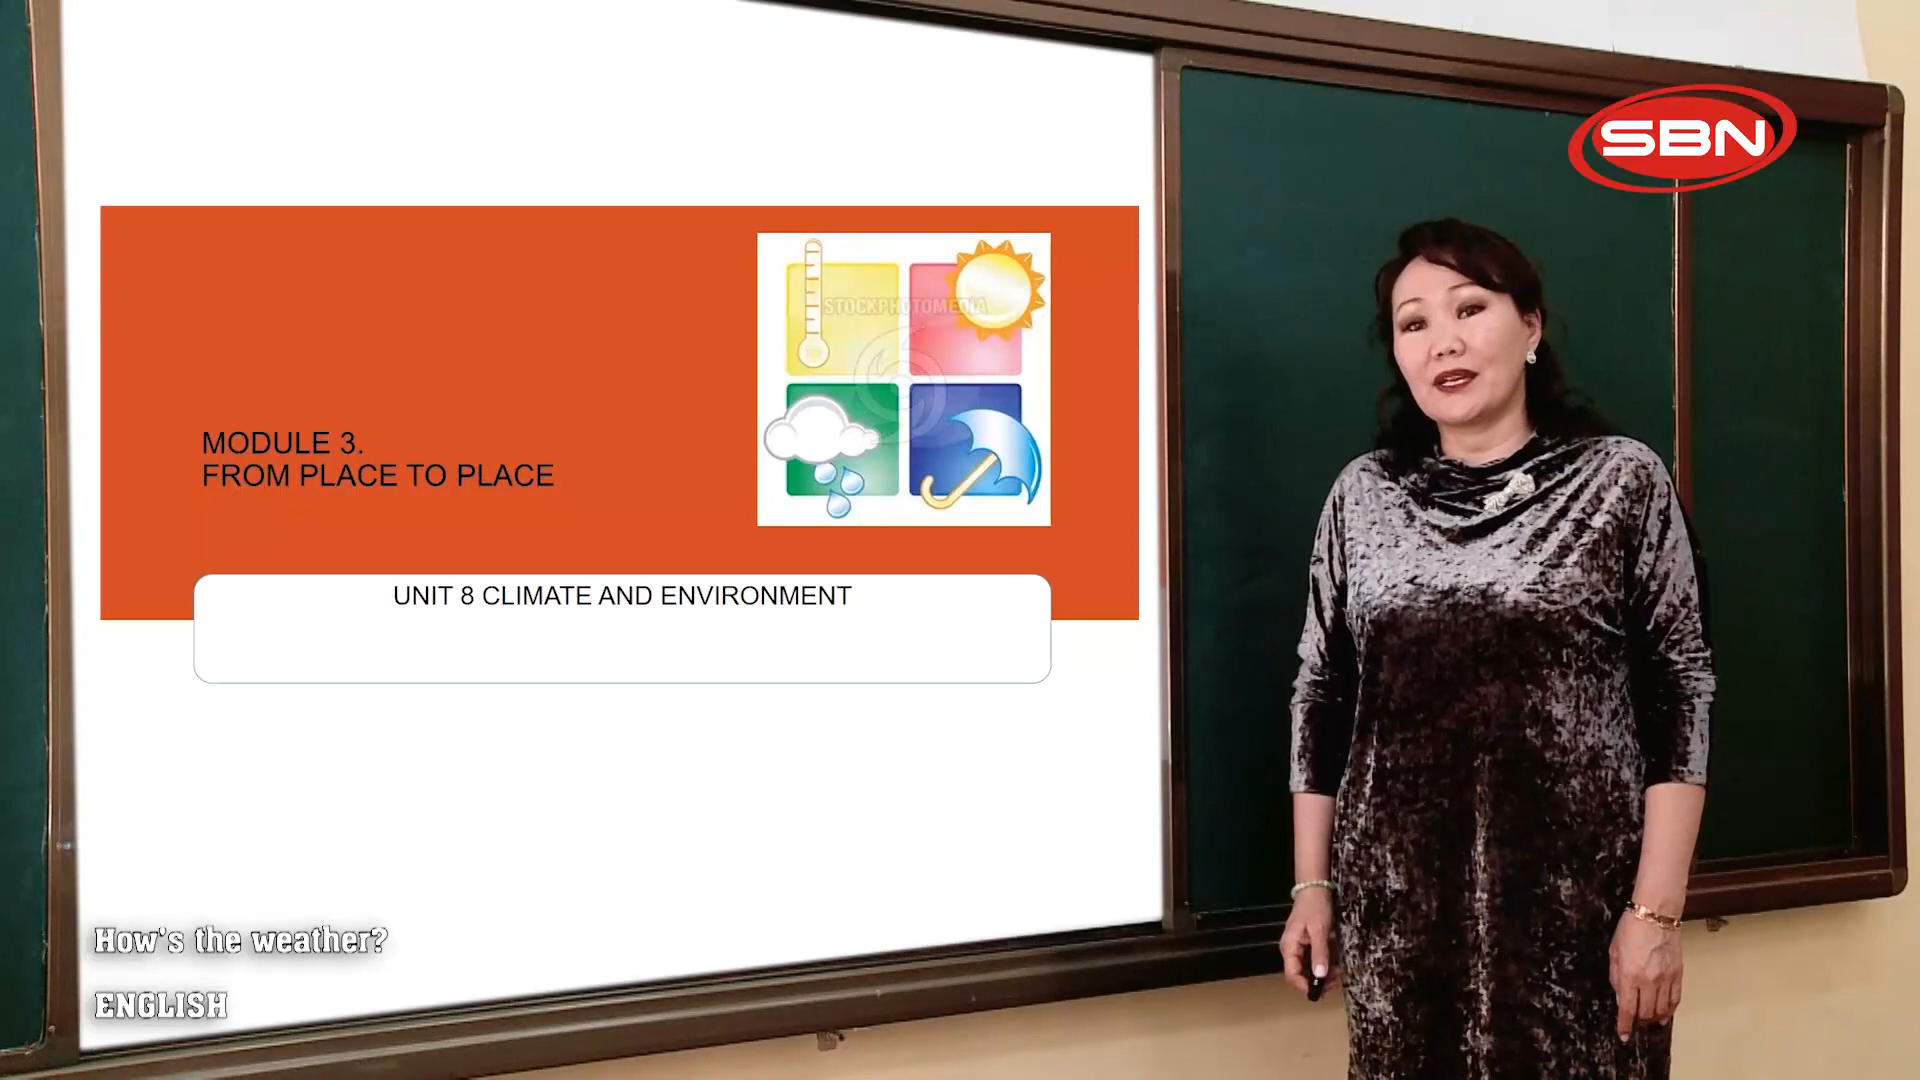 SBN
STOCKPHOTOMEDIA
MODULE 3.
FROM PLACE TO PLACE
UNIT 8 CLIMATE AND ENVIRONMENT
How's the weather?
ENGLISH